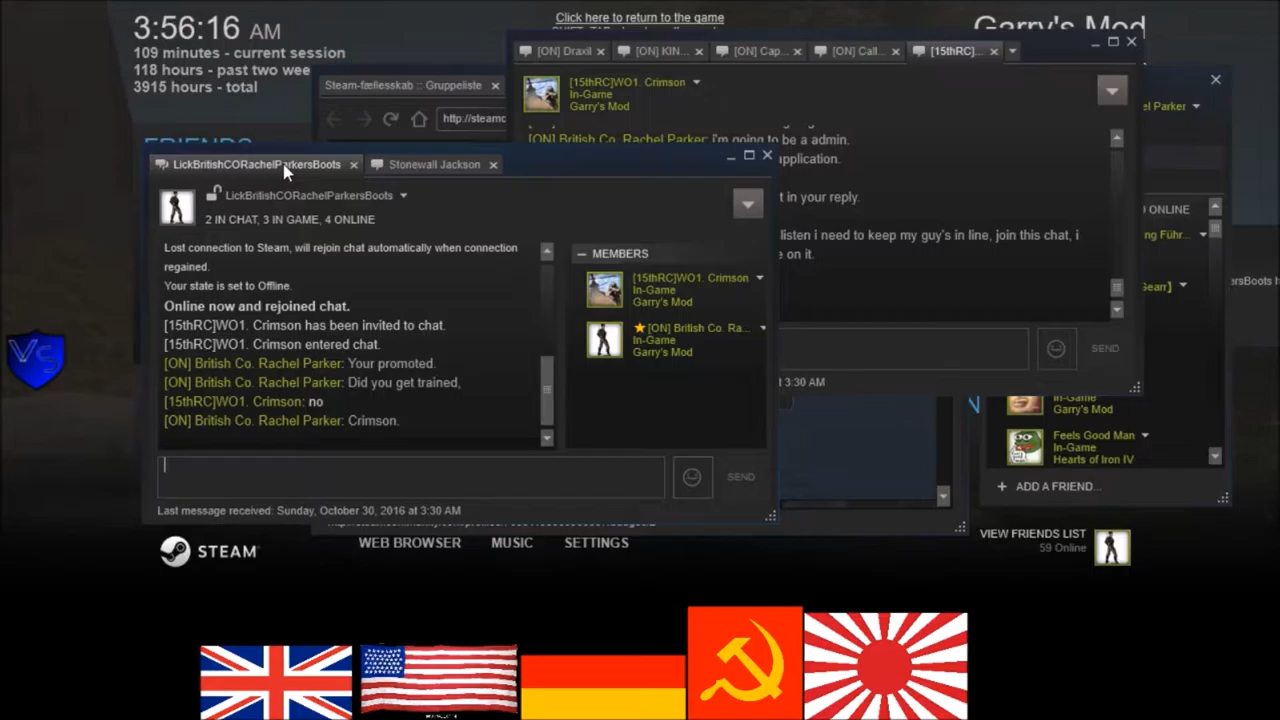 3:56:16 AM
109 minutes - current session
118 hours - past two wee
3915 hours - total
FRIENDS
Click here to return to the game
Garry's Mod
Steam-fællesskab :: Gruppeliste
http://steamc
[ON] Draxil
[ON] KIN...
[ON] Cap...
[ON] Call...
[15thRC]...
[15thRC]WO1. Crimson
In-Game
Garry's Mod
[ON] British Co. Rachel Parker: i'm going to be a admin.
application.
t in your reply.
listen i need to keep my guy's in line, join this chat, i
e on it.
SEND
3:30 AM
el Parker
ONLINE
ng Führ...
Gearr】
ersBoots h
In-Game
Garry's Mod
Feels Good Man
In-Game
Hearts of Iron IV
+ ADD A FRIEND...
LickBritishCORachelParkersBoots
Stonewall Jackson
LickBritishCORachelParkersBoots
2 IN CHAT, 3 IN GAME, 4 ONLINE
Lost connection to Steam, will rejoin chat automatically when connection
regained.
Your state is set to Offline.
Online now and rejoined chat.
[15thRC]WO1. Crimson has been invited to chat.
[15thRC]WO1. Crimson entered chat.
[ON] British Co. Rachel Parker: Your promoted.
[ON] British Co. Rachel Parker: Did you get trained,
[15thRC]WO1. Crimson: no
[ON] British Co. Rachel Parker: Crimson.
MEMBERS
[15thRC]WO1. Crimson
In-Game
Garry's Mod
[ON] British Co. Ra...
In-Game
Garry's Mod
SEND
Last message received: Sunday, October 30, 2016 at 3:30 AM
VS
STEAM
WEB BROWSER
MUSIC
SETTINGS
VIEW FRIENDS LIST
59 Online